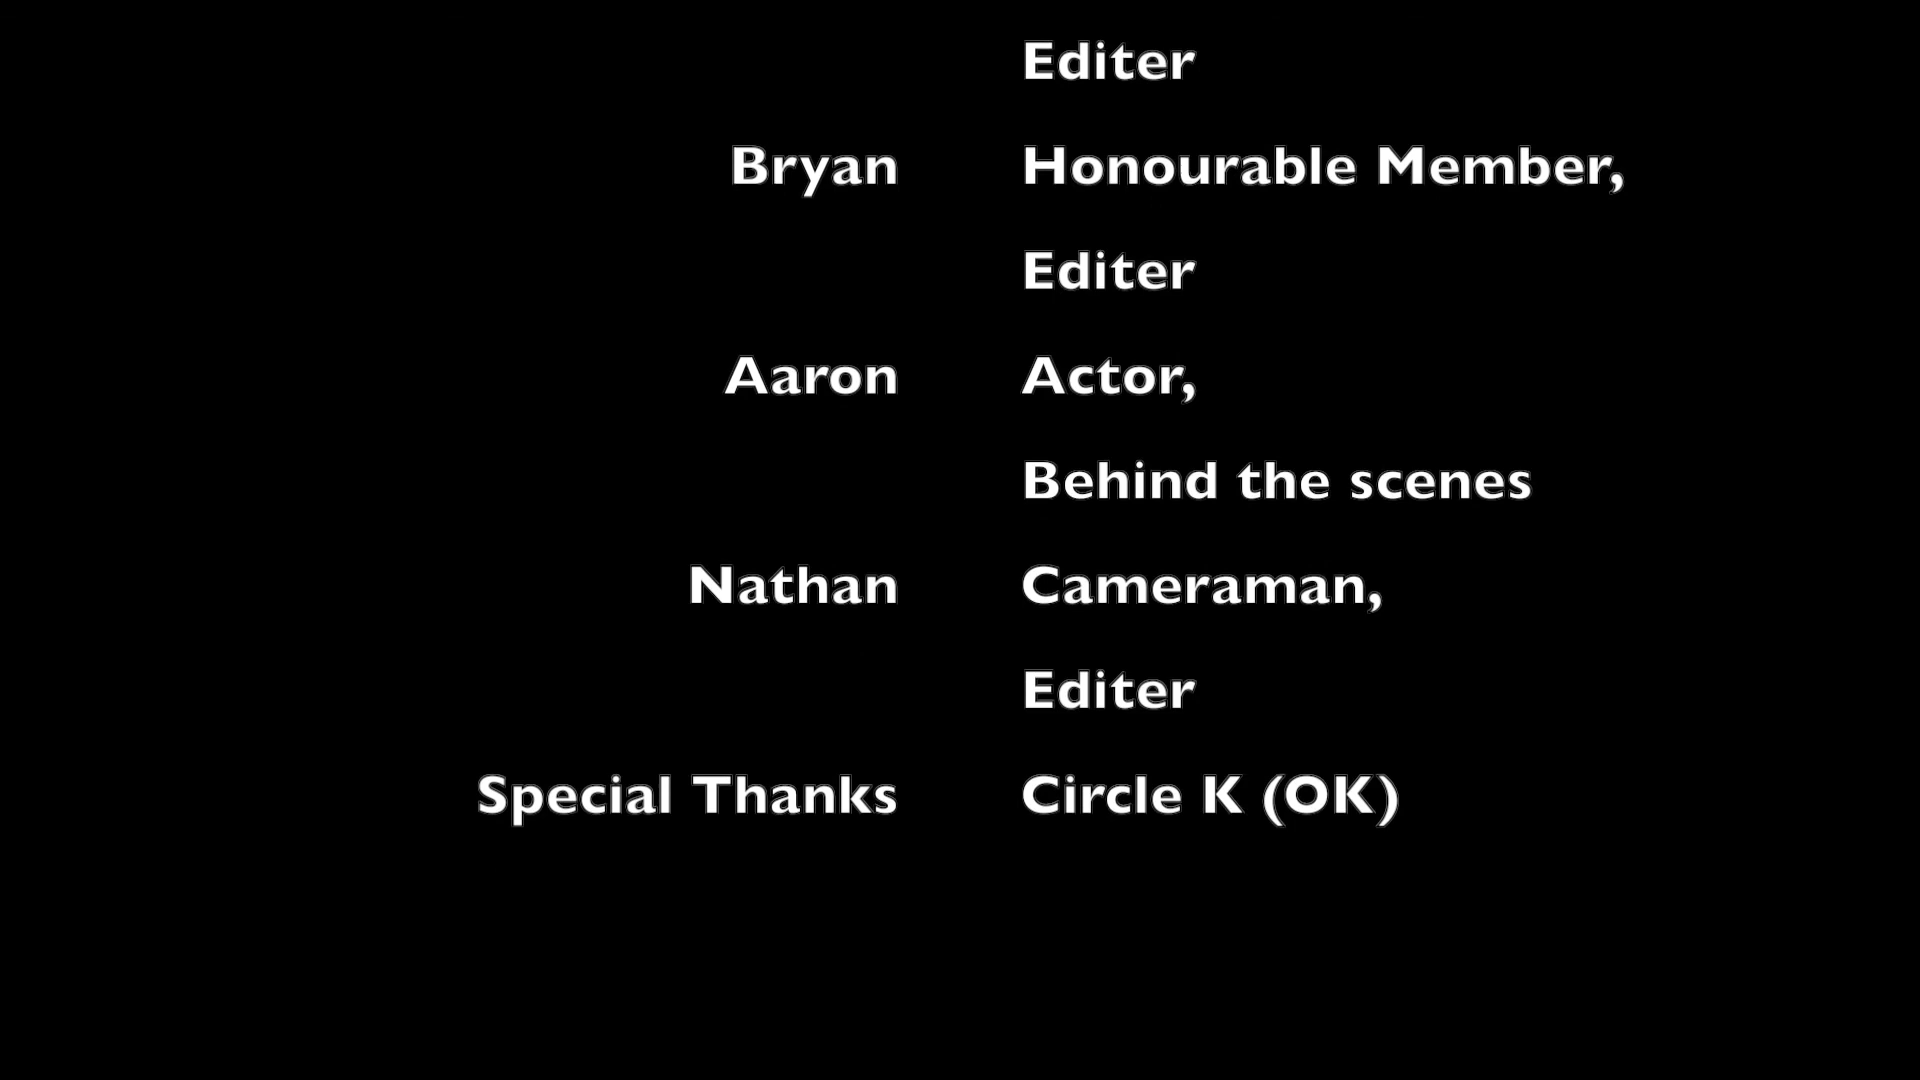 Editer
Bryan Honourable Member,
Editer
Aaron Actor,
Behind the scenes
Nathan Cameraman,
Editer
Special Thanks Circle K (OK)